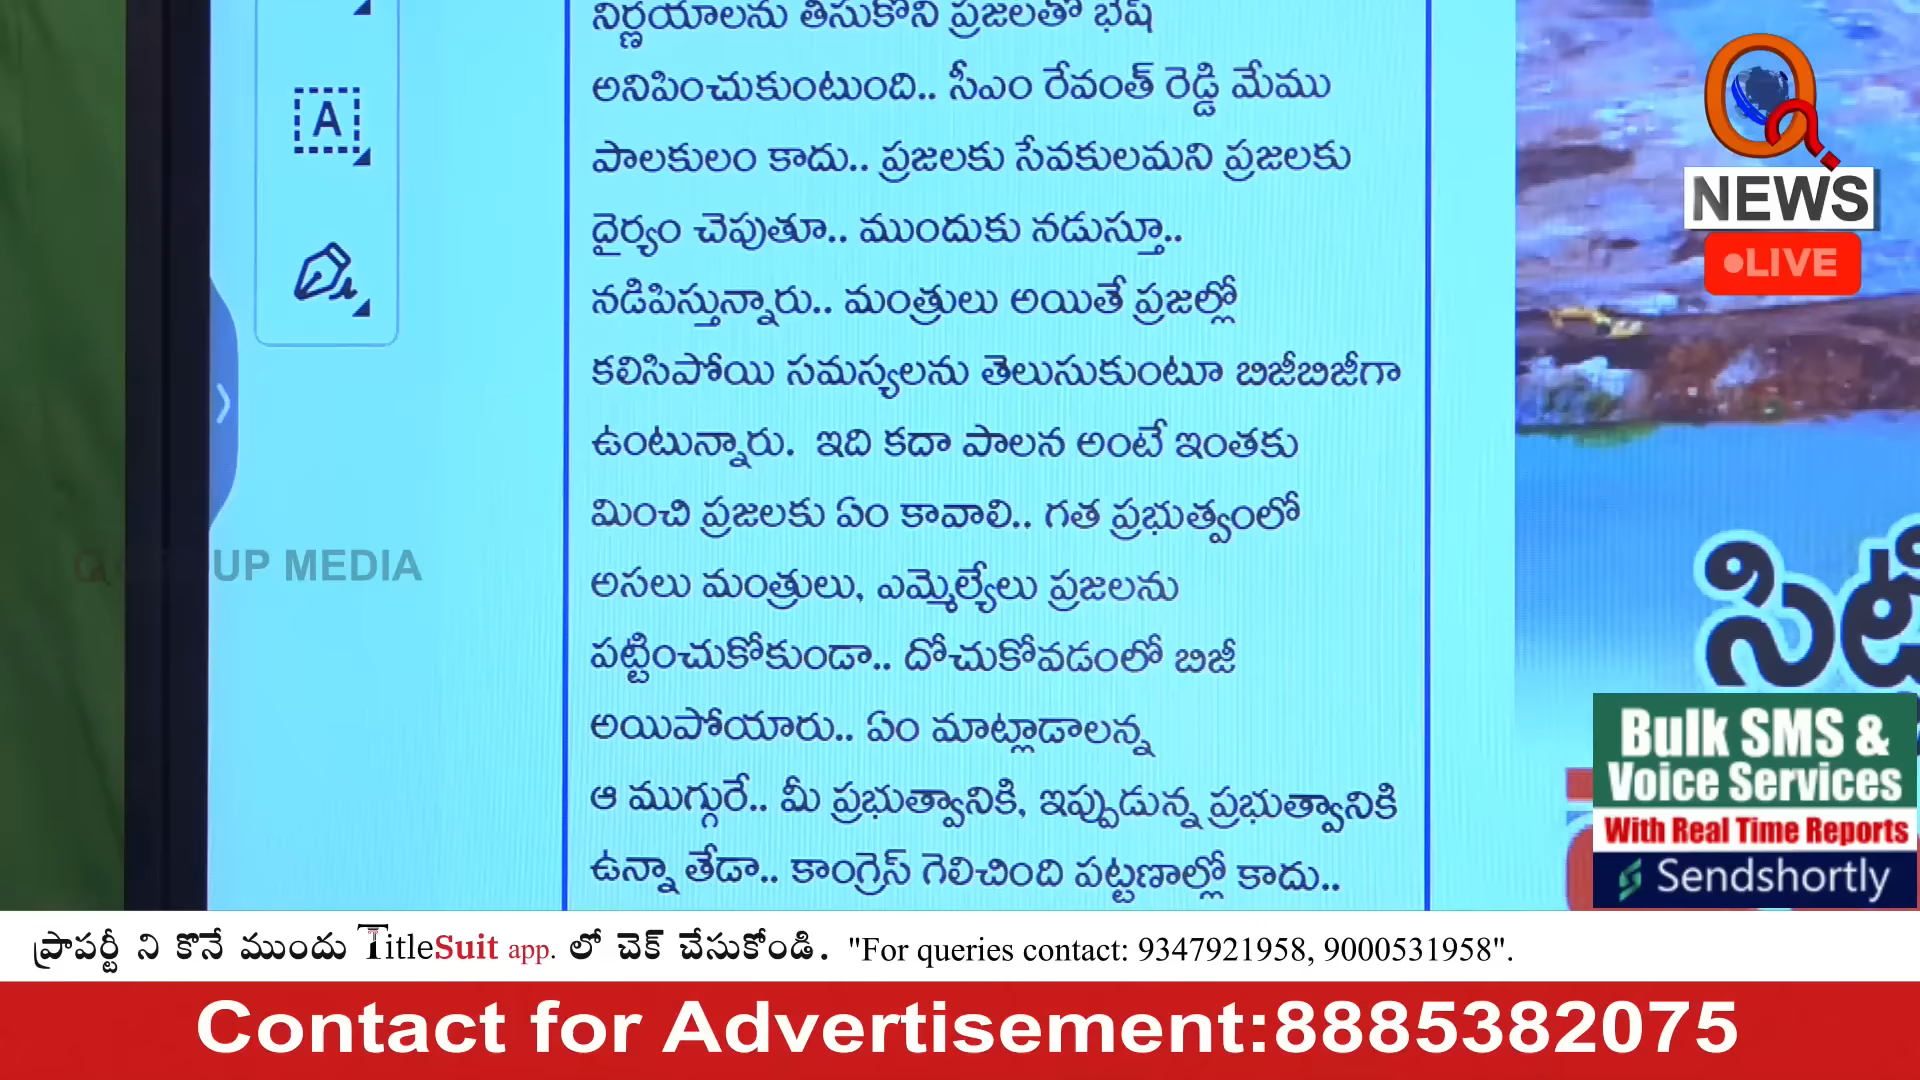 నిర్ణయాలను తీసుకొని ప్రజలతో భేష్
అనిపించుకుంటుంది.. సీఎం రేవంత్ రెడ్డి మేము
పాలకులం కాదు.. ప్రజలకు సేవకులమని ప్రజలకు
దైర్యం చెపుతూ.. ముందుకు నడుస్తూ..
నడిపిస్తున్నారు.. మంత్రులు అయితే ప్రజల్లో
కలిసిపోయి సమస్యలను తెలుసుకుంటూ బిజీబిజీగా
ఉంటున్నారు. ఇది కదా పాలన అంటే ఇంతకు
మించి ప్రజలకు ఏం కావాలి.. గత ప్రభుత్వంలో
అసలు మంత్రులు, ఎమ్మెల్యేలు ప్రజలను
పట్టించుకోకుండా.. దోచుకోవడంలో బిజీ
అయిపోయారు.. ఏం మాట్లాడాలన్న
ఆ ముగ్గురే.. మీ ప్రభుత్వానికి, ఇప్పుడున్న ప్రభుత్వానికి
ఉన్నా తేడా.. కాంగ్రెస్ గెలిచింది పట్టణాల్లో కాదు..
A
UP MEDIA
Q
NEWS
LIVE
Bulk SMS &
Voice Services
With Real Time Reports
Sendshortly
ప్రాపర్టీ ని కొనే ముందు TitleSuit app. లో చెక్ చేసుకోండి. "For queries contact: 9347921958, 9000531958".
Contact for Advertisement:8885382075